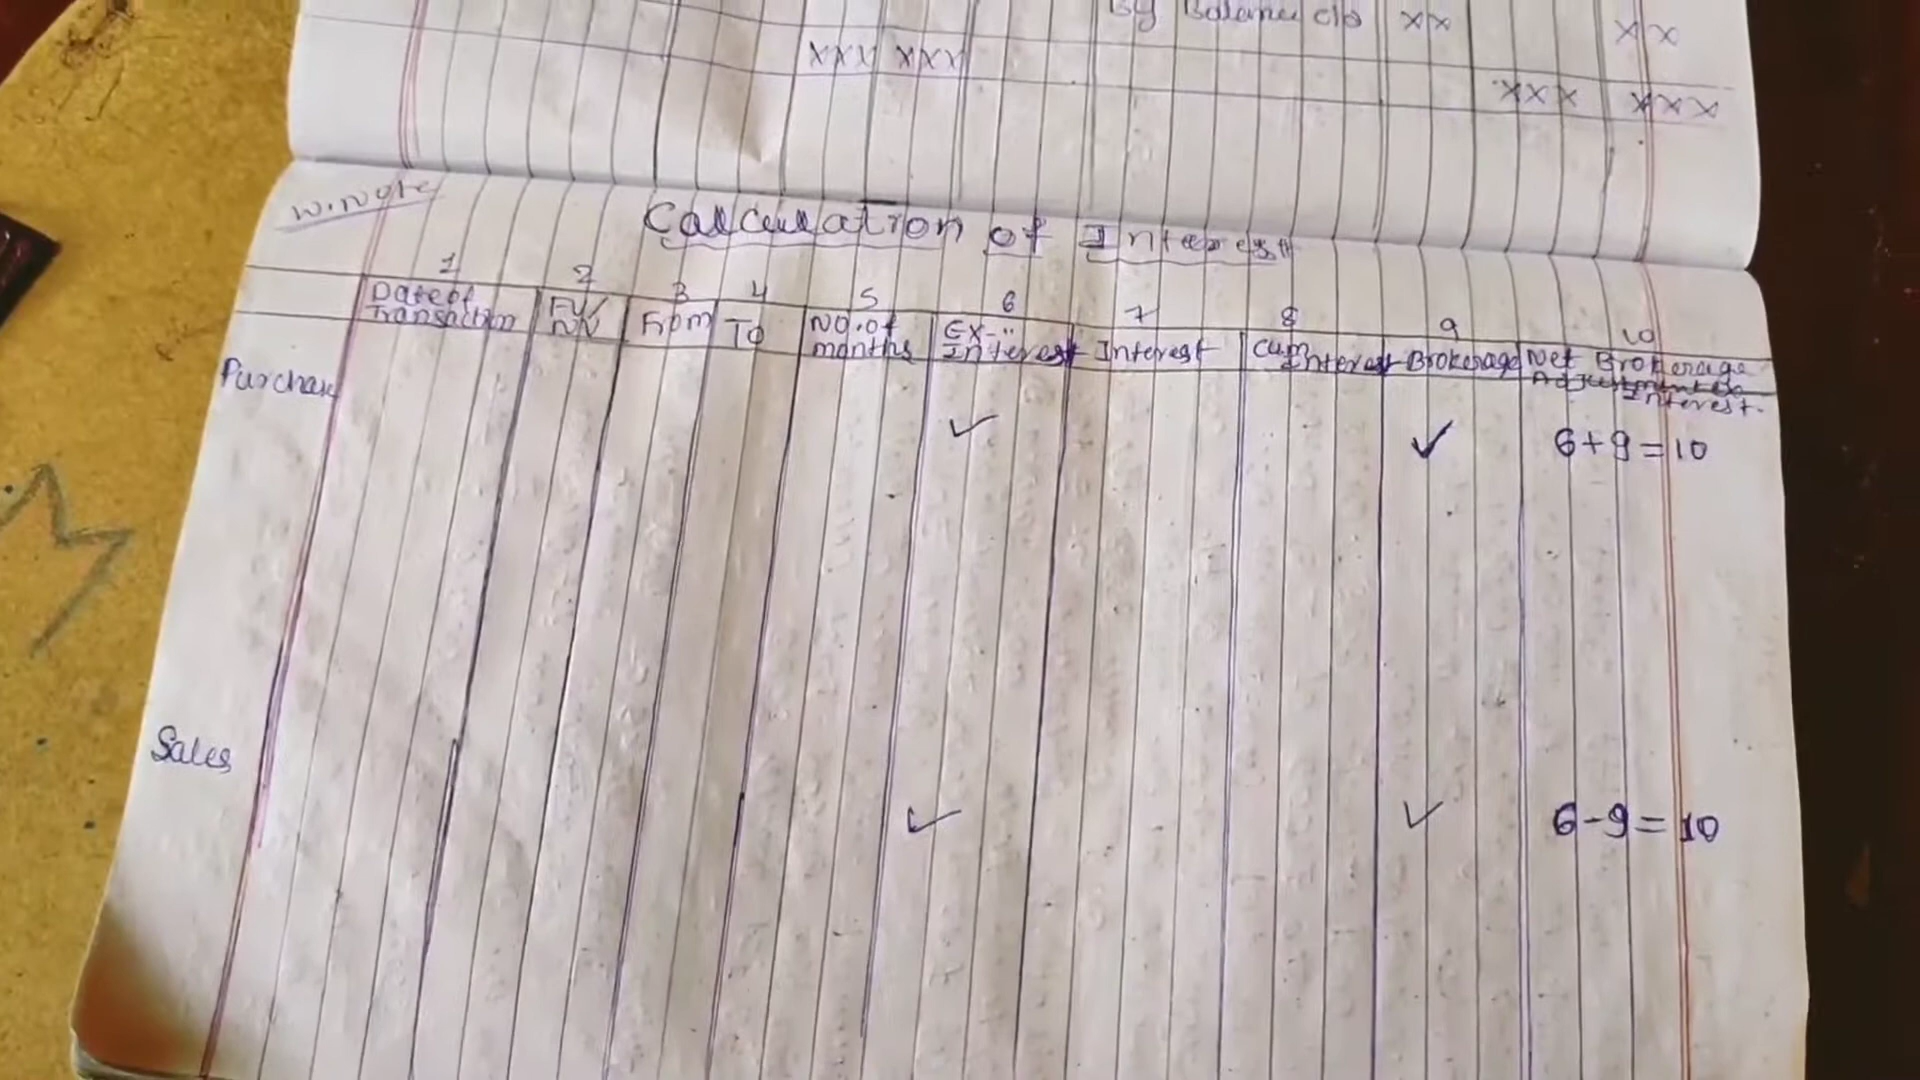 By Balance c/d xx xx
xxx xxx
xxx xxx
W.Note
Calculation of Interest
1 2 3 4 5 6 7 8 9 10
Date of Transaction FV/NV From To No.of months Ex-" Interest Interest Cum Interest Brokerage Net Brokerage
Interest.
Purchase
✓ ✓ 6+9=10
Sales
✓ ✓ 6-9=10